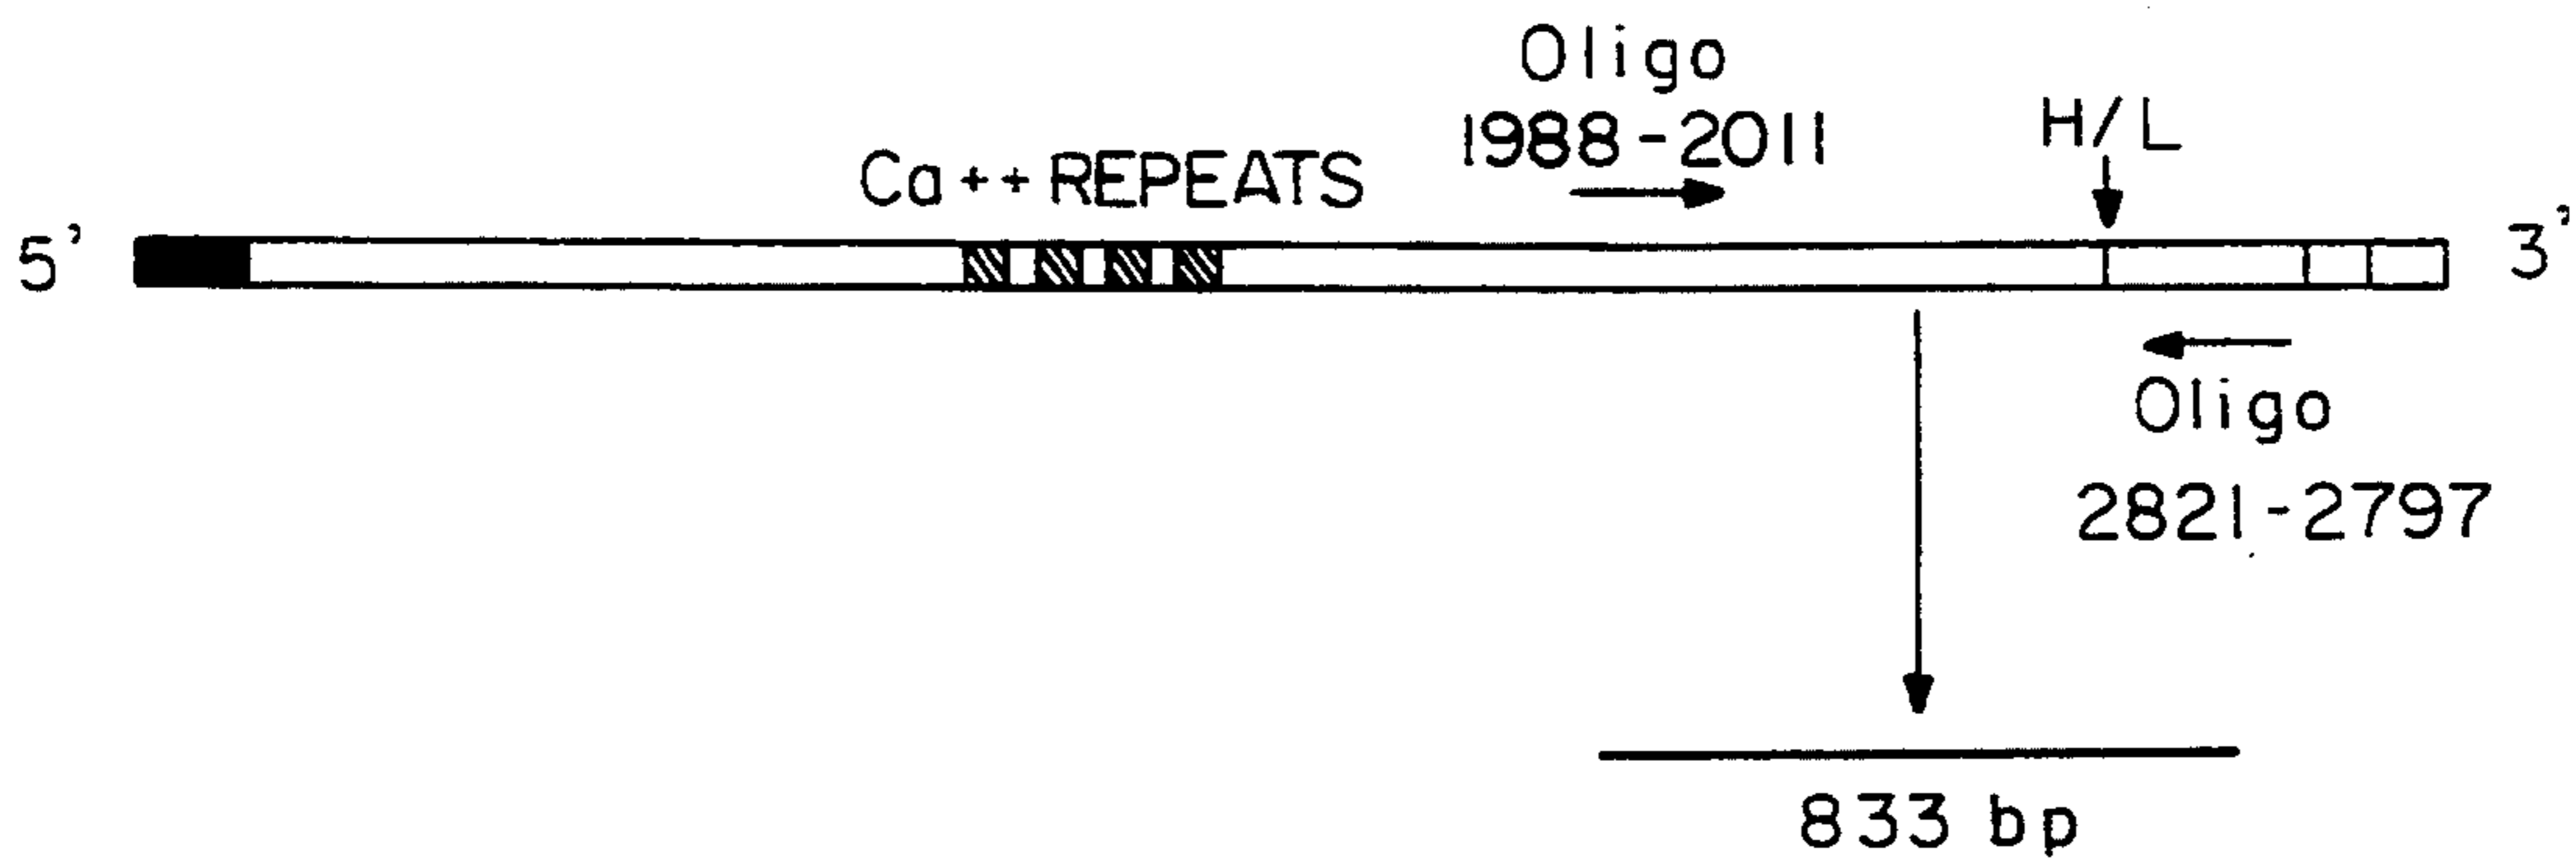 Oligo
1988-2011
H/L
Ca++ REPEATS
5'
3'
Oligo
2821-2797
833 bp